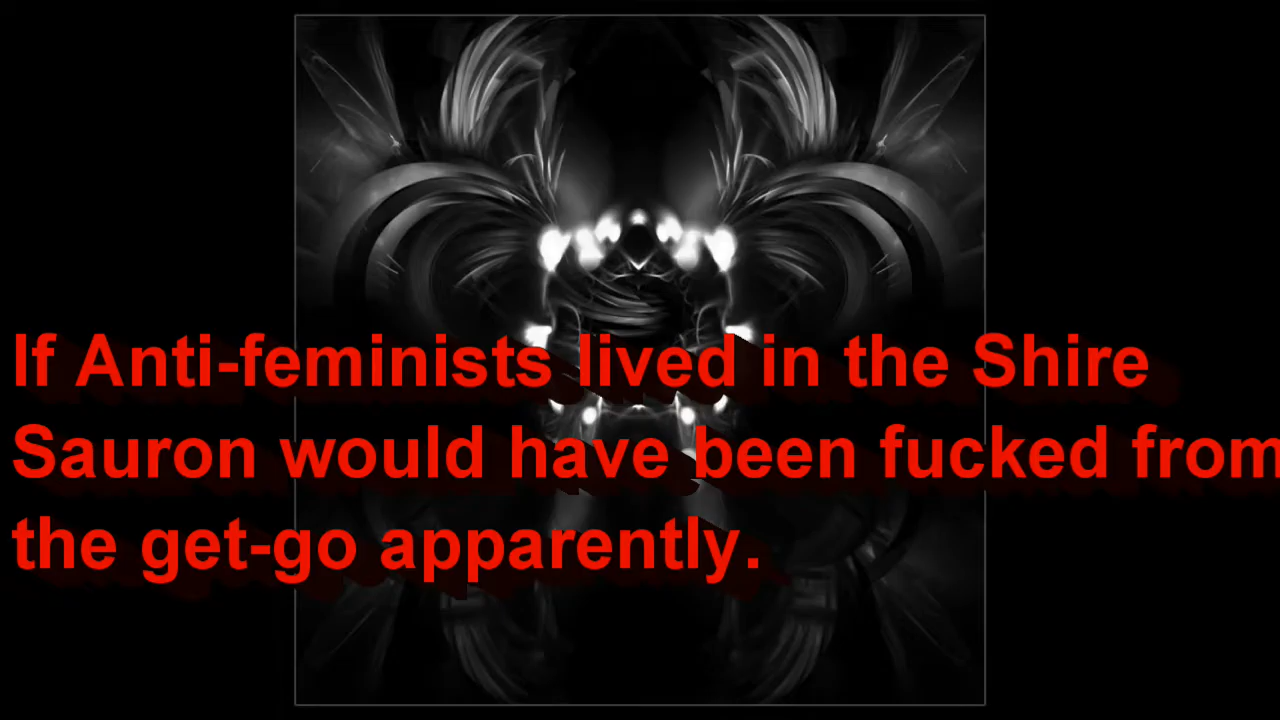 If Anti-feminists lived in the Shire
Sauron would have been fucked from
the get-go apparently.